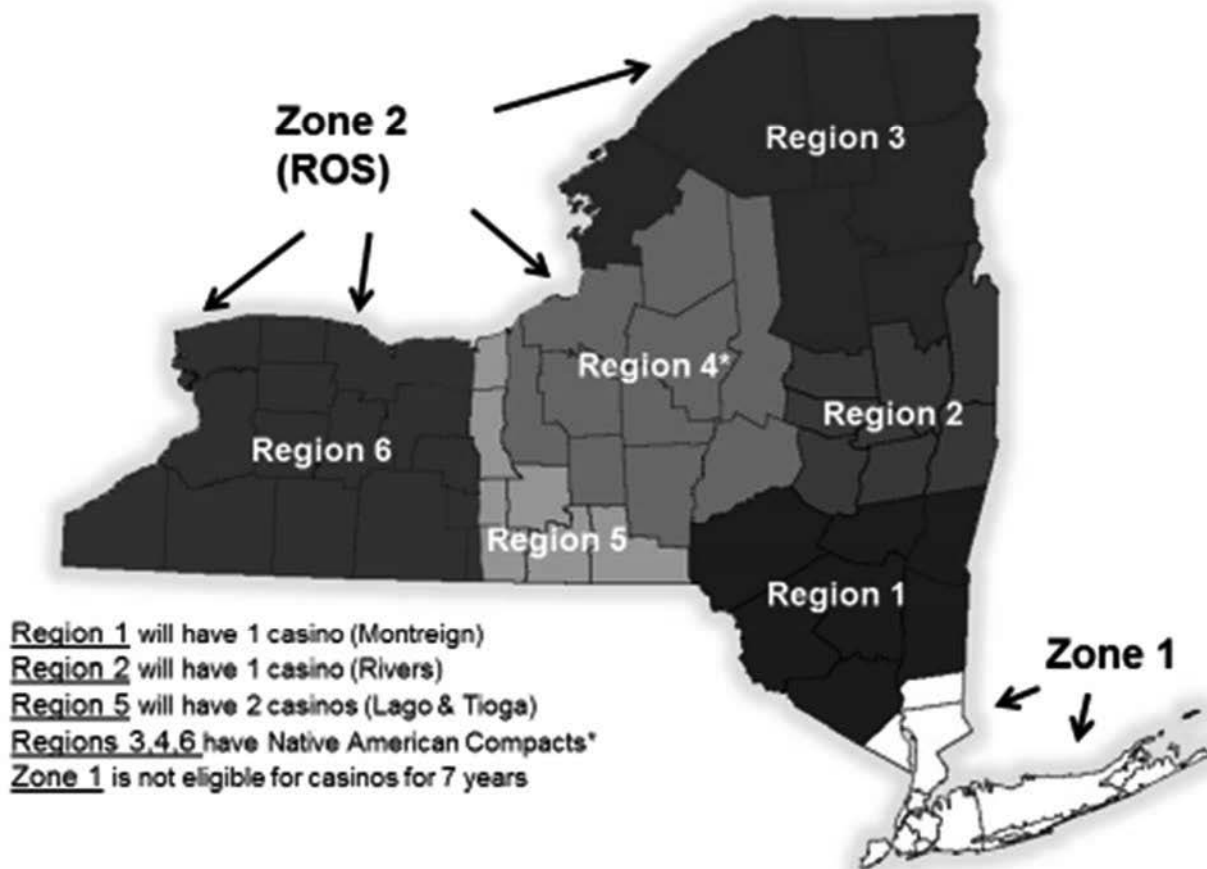 Zone 2
(ROS)
Region 3
Region 4*
Region 2
Region 6
Region 5
Region 1
Zone 1
Region 1 will have 1 casino (Montreign)
Region 2 will have 1 casino (Rivers)
Region 5 will have 2 casinos (Lago & Tioga)
Regions 3,4,6 have Native American Compacts*
Zone 1 is not eligible for casinos for 7 years